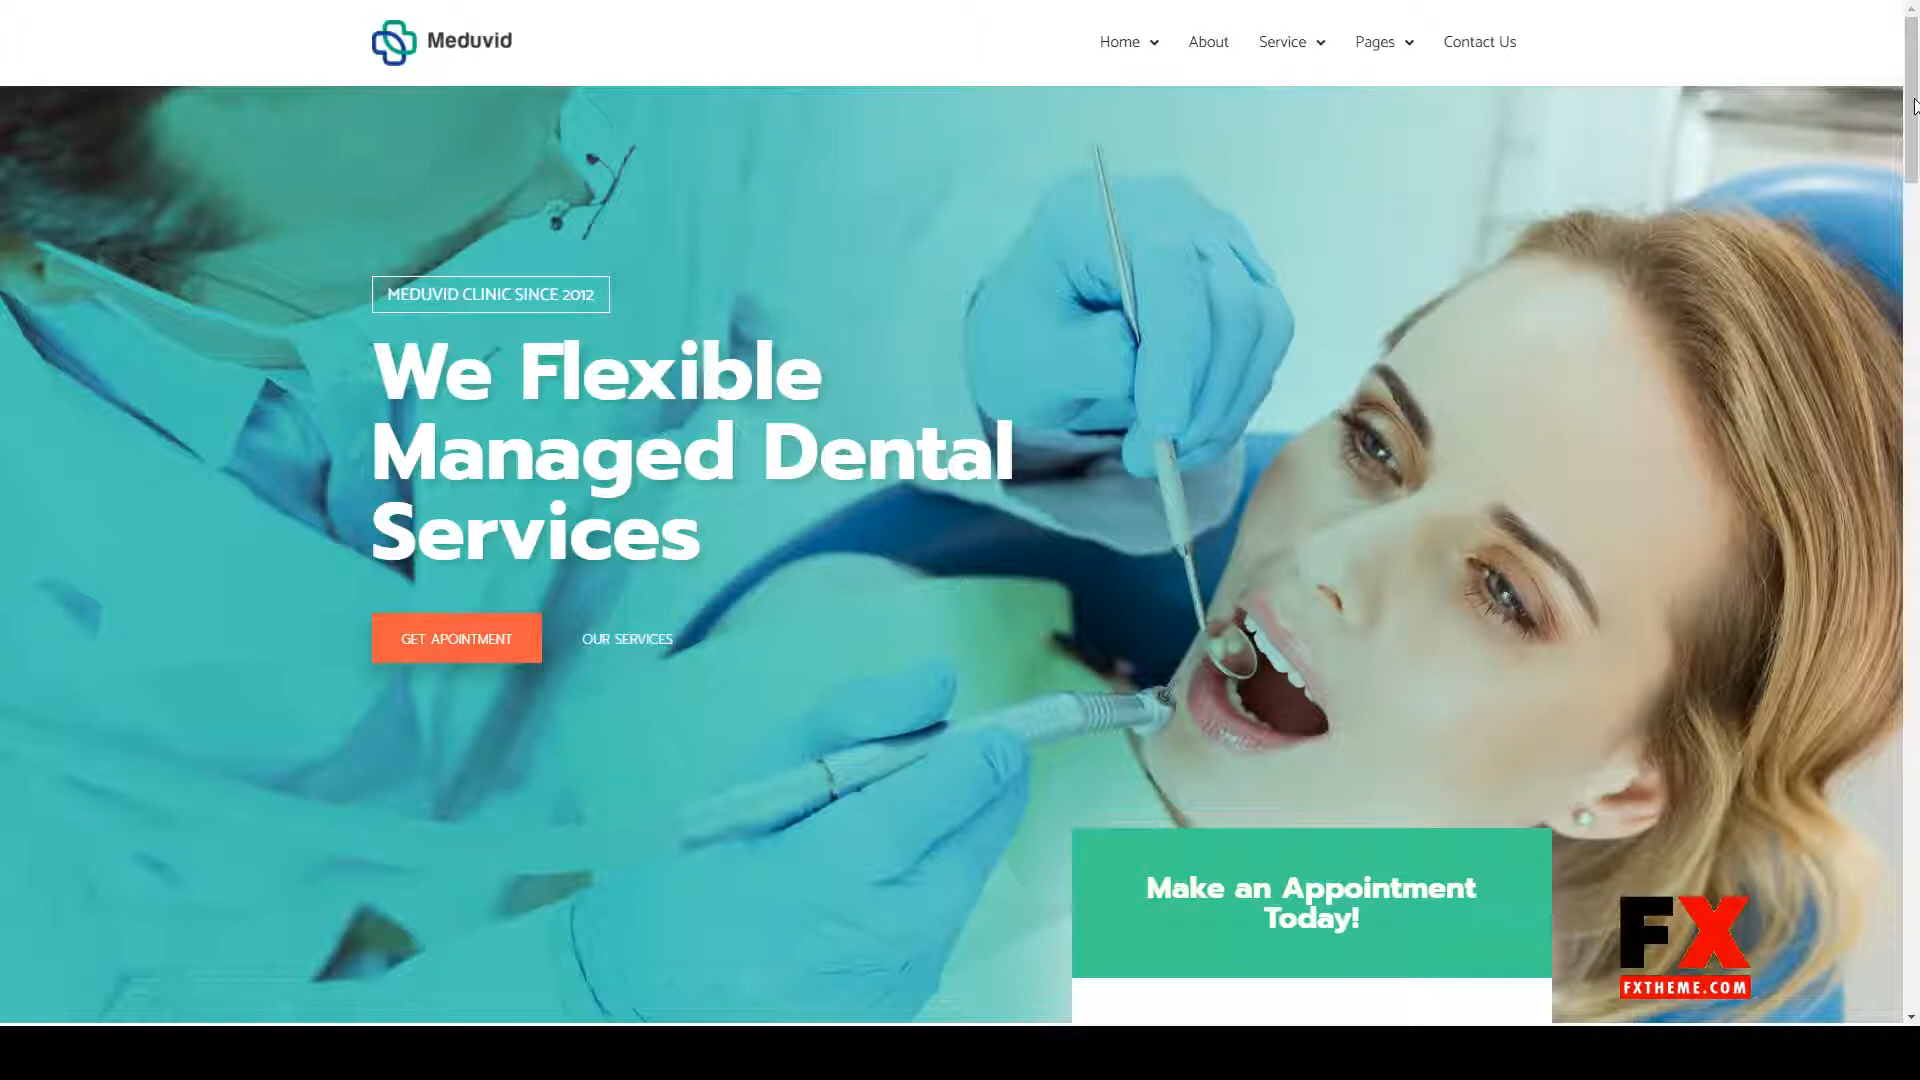 Meduvid
Home About Service Pages Contact Us
MEDUVID CLINIC SINCE 2012
We Flexible
Managed Dental
Services
GET APOINTMENT OUR SERVICES
Make an Appointment
Today!
FX
FXTHEME.COM